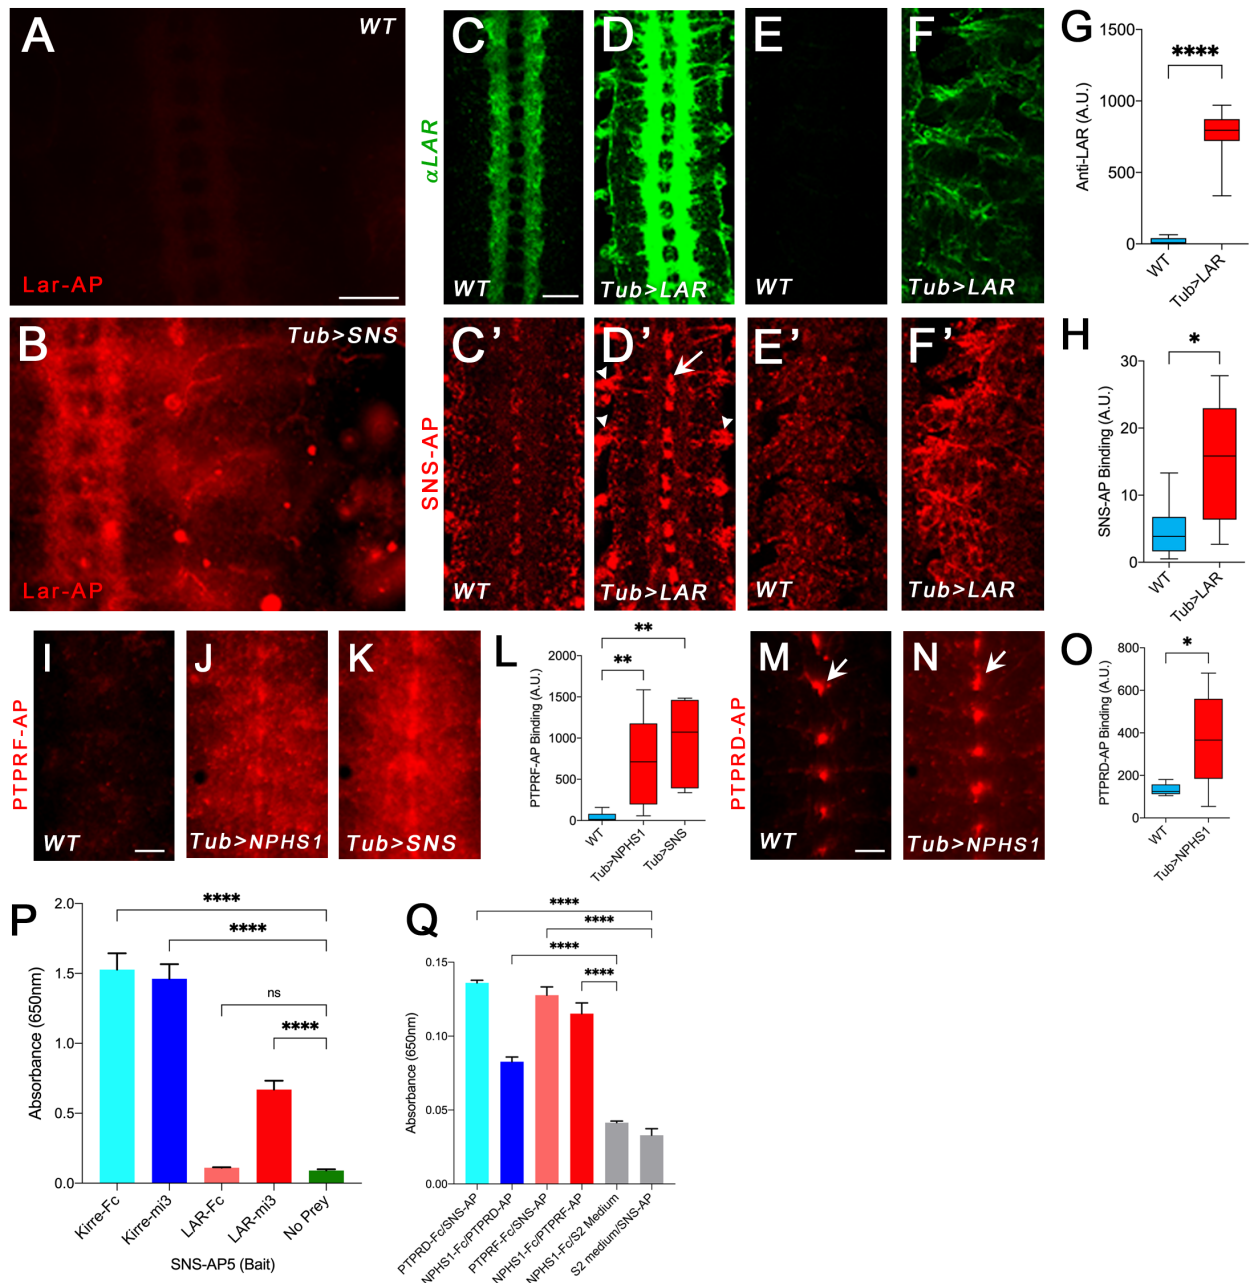 A
WT
Lar-AP
B
Tub>SNS
Lar-AP
αLAR
C
WT
D
Tub>LAR
E
WT
F
Tub>LAR
G
Anti-LAR (A.U.)
1500
1000
500
0
****
WT
Tub>LAR
SNS-AP
C'
WT
D'
Tub>LAR
E'
WT
F'
Tub>LAR
H
SNS-AP Binding (A.U.)
30
20
10
0
*
WT
Tub>LAR
PTPRF-AP
I
WT
J
Tub>NPHS1
K
Tub>SNS
L
PTPRF-AP Binding (A.U.)
2000
1500
1000
500
0
**
**
WT
Tub>NPHS1
Tub>SNS
PTPRD-AP
M
WT
N
Tub>NPHS1
O
PTPRD-AP Binding (A.U.)
800
600
400
200
0
*
WT
Tub>NPHS1
P
Absorbance (650nm)
2.0
1.5
1.0
0.5
0.0
****
****
ns
****
Kirre-Fc
Kirre-mi3
LAR-Fc
LAR-mi3
No Prey
SNS-AP5 (Bait)
Q
Absorbance (650nm)
0.15
0.10
0.05
0.00
****
****
****
****
PTPRD-Fc/SNS-AP
NPHS1-Fc/PTPRD-AP
PTPRF-Fc/SNS-AP
NPHS1-Fc/PTPRF-AP
NPHS1-Fc/S2 Medium
S2 medium/SNS-AP